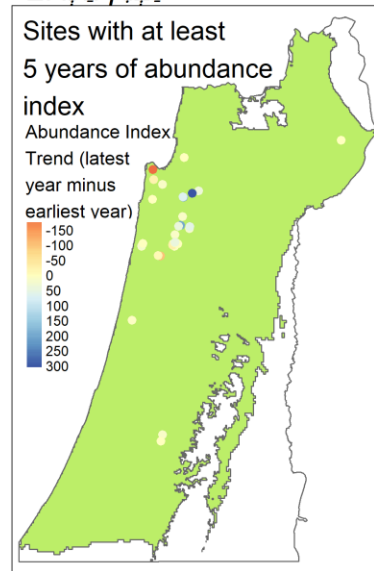 Sites with at least
5 years of abundance
index
Abundance Index
Trend (latest
year minus
earliest year)
-150
-100
-50
0
50
100
150
200
250
300